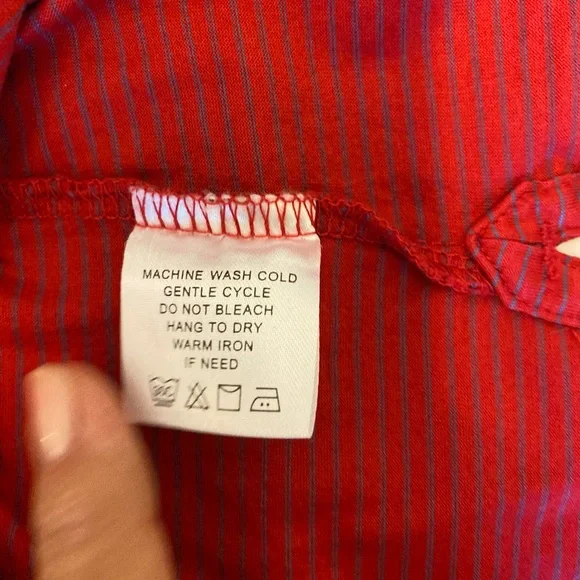 MACHINE WASH COLD
GENTLE CYCLE
DO NOT BLEACH
HANG TO DRY
WARM IRON
IF NEED